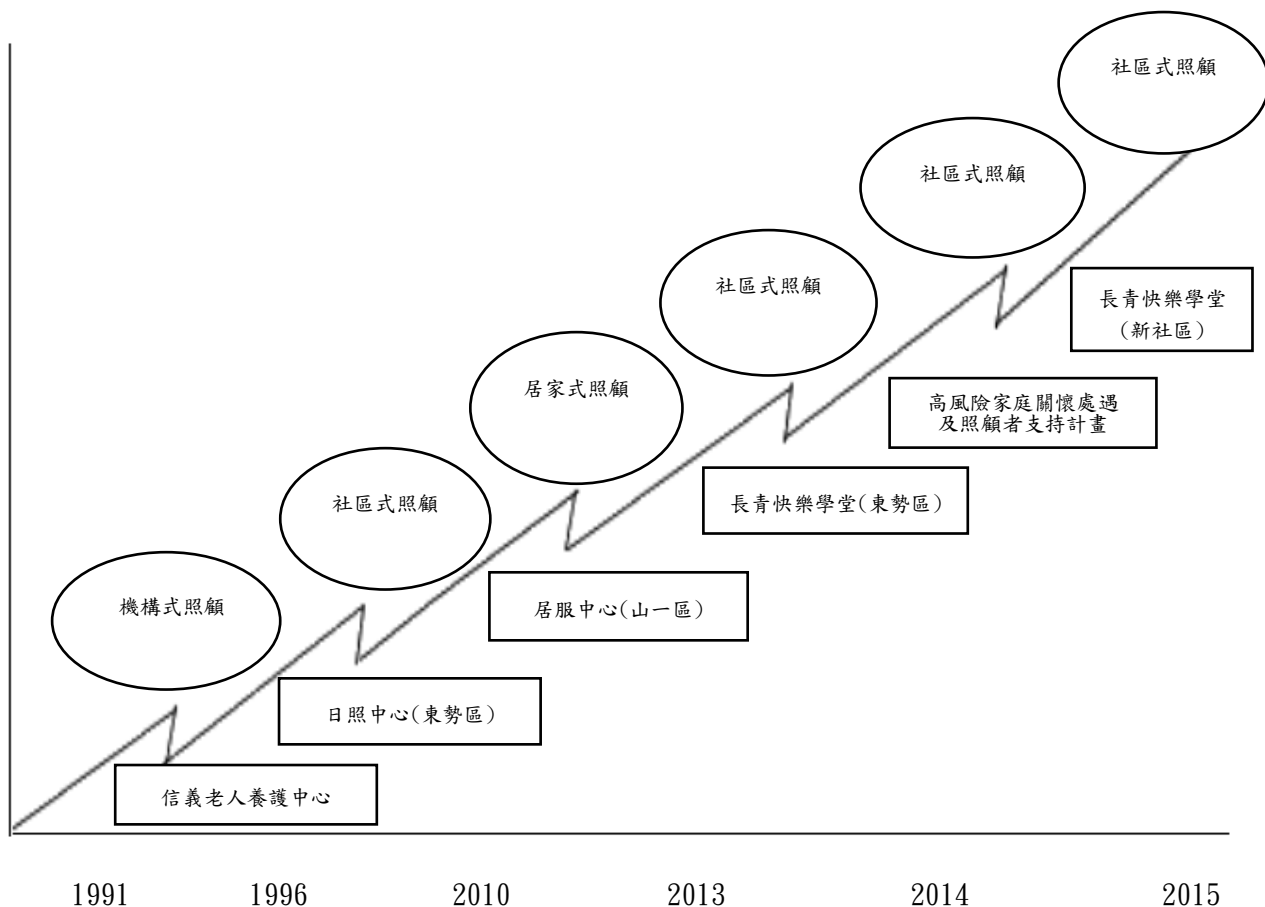 社區式照顧
社區式照顧
社區式照顧
長青快樂學堂
(新社區)
居家式照顧
高風險家庭關懷處遇
及照顧者支持計畫
社區式照顧
長青快樂學堂(東勢區)
機構式照顧
居服中心(山一區)
日照中心(東勢區)
信義老人養護中心
1991 1996 2010 2013 2014 2015